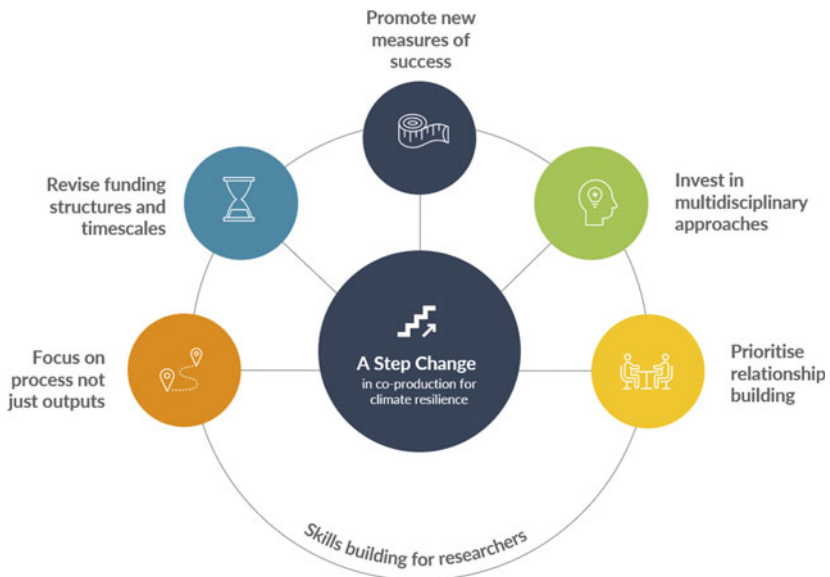 Promote new
measures of
success
Revise funding
structures and
timescales
Invest in
multidisciplinary
approaches
A Step Change
in co-production for
climate resilience
Focus on
process not
just outputs
Prioritise
relationship
building
Skills building for researchers